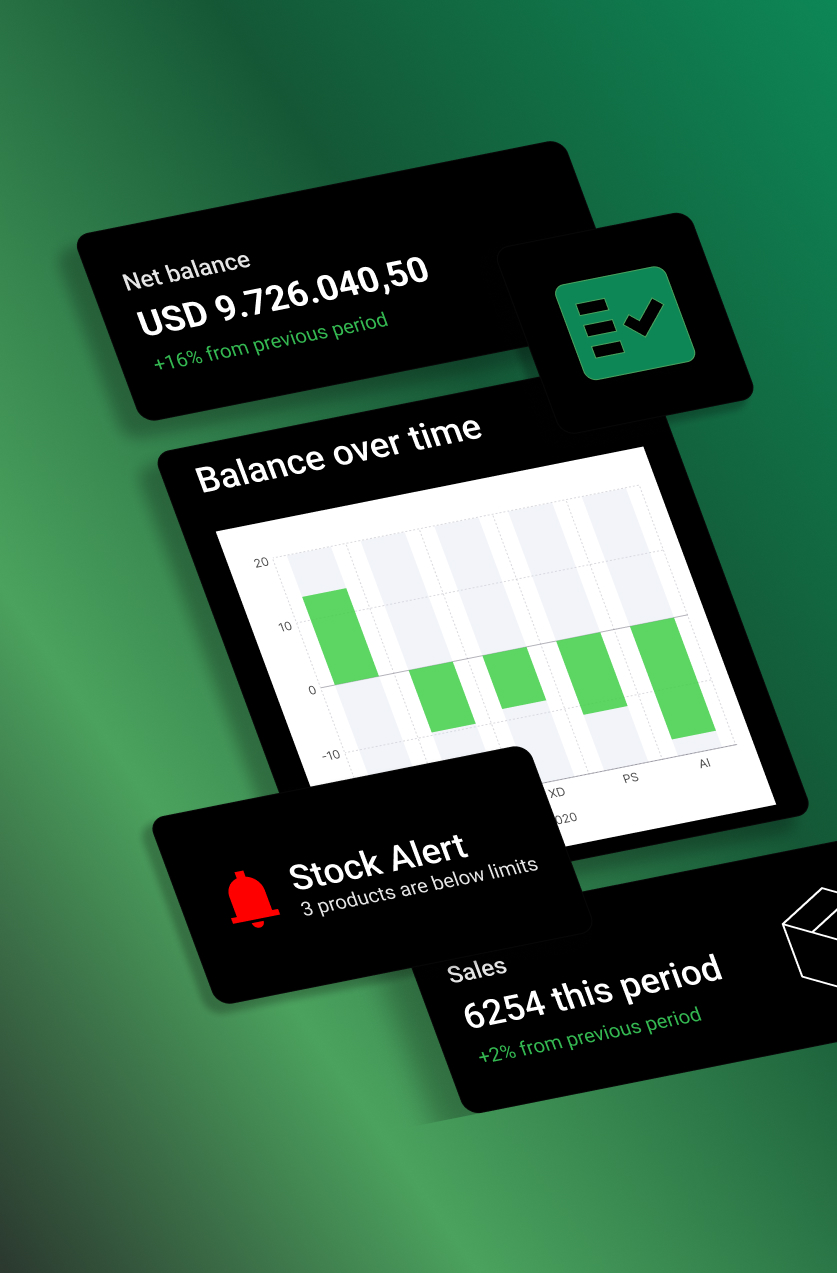 Net balance
USD 9.726.040,50
+16% from previous period
Balance over time
20
10
0
-10
XD
PS
AI
020
Stock Alert
3 products are below limits
Sales
6254 this period
+2% from previous period